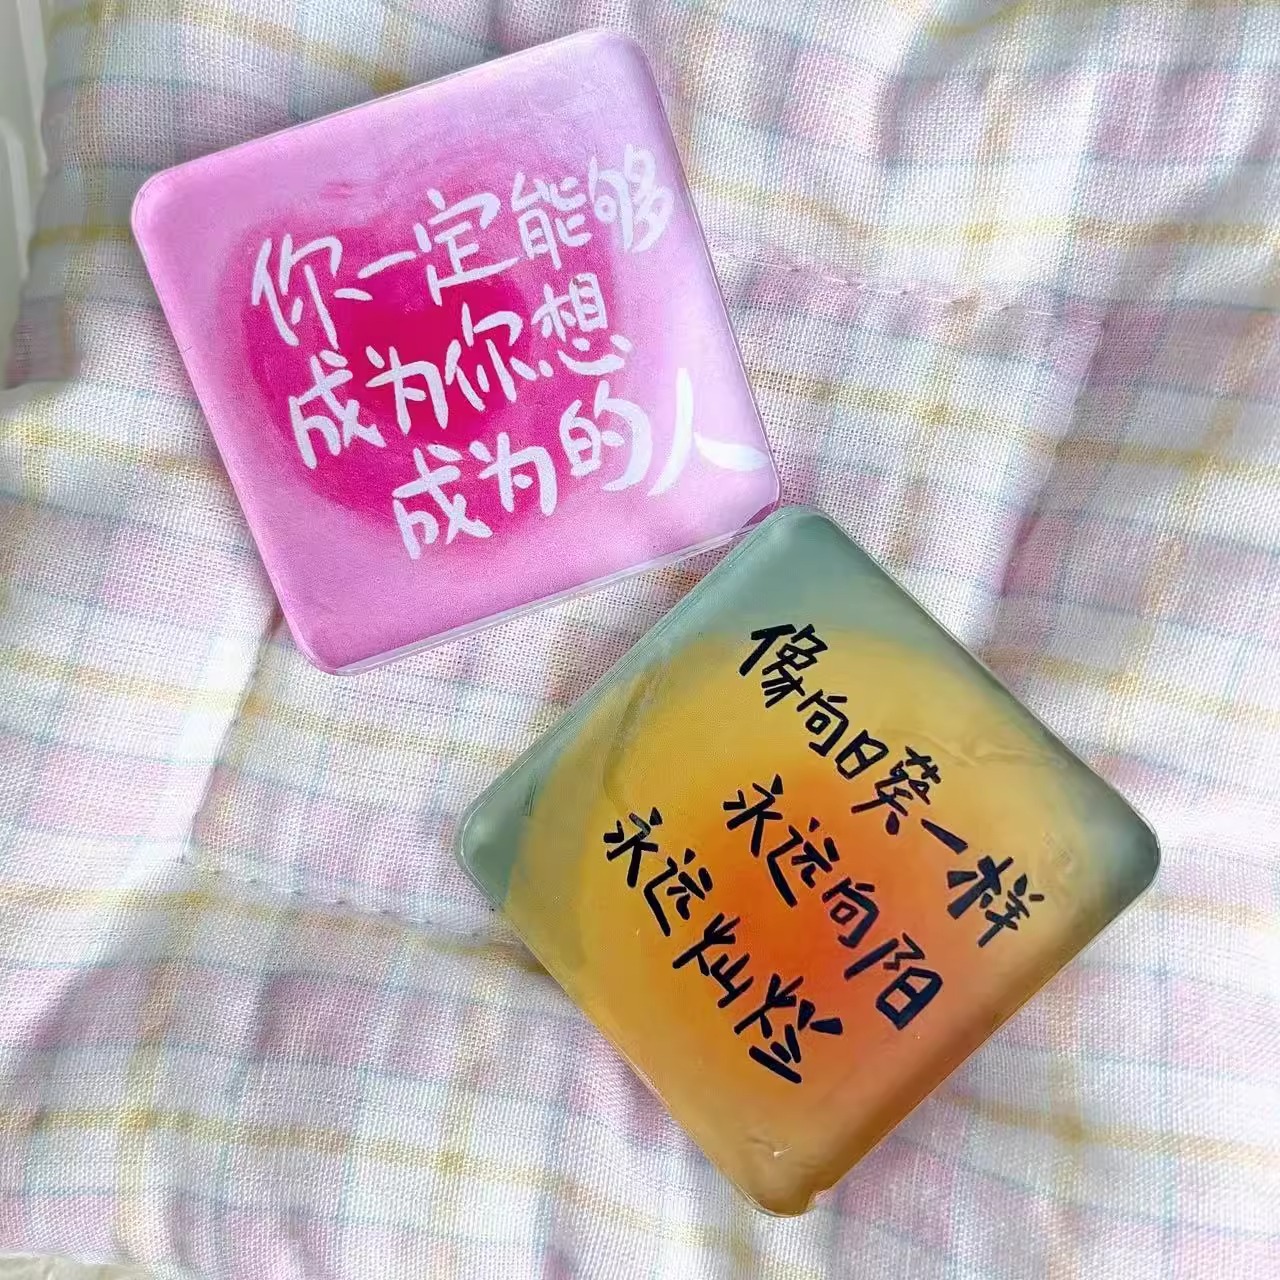 你一定能够
成为你想
成为的人
像向日葵一样
永远向阳
永远灿烂